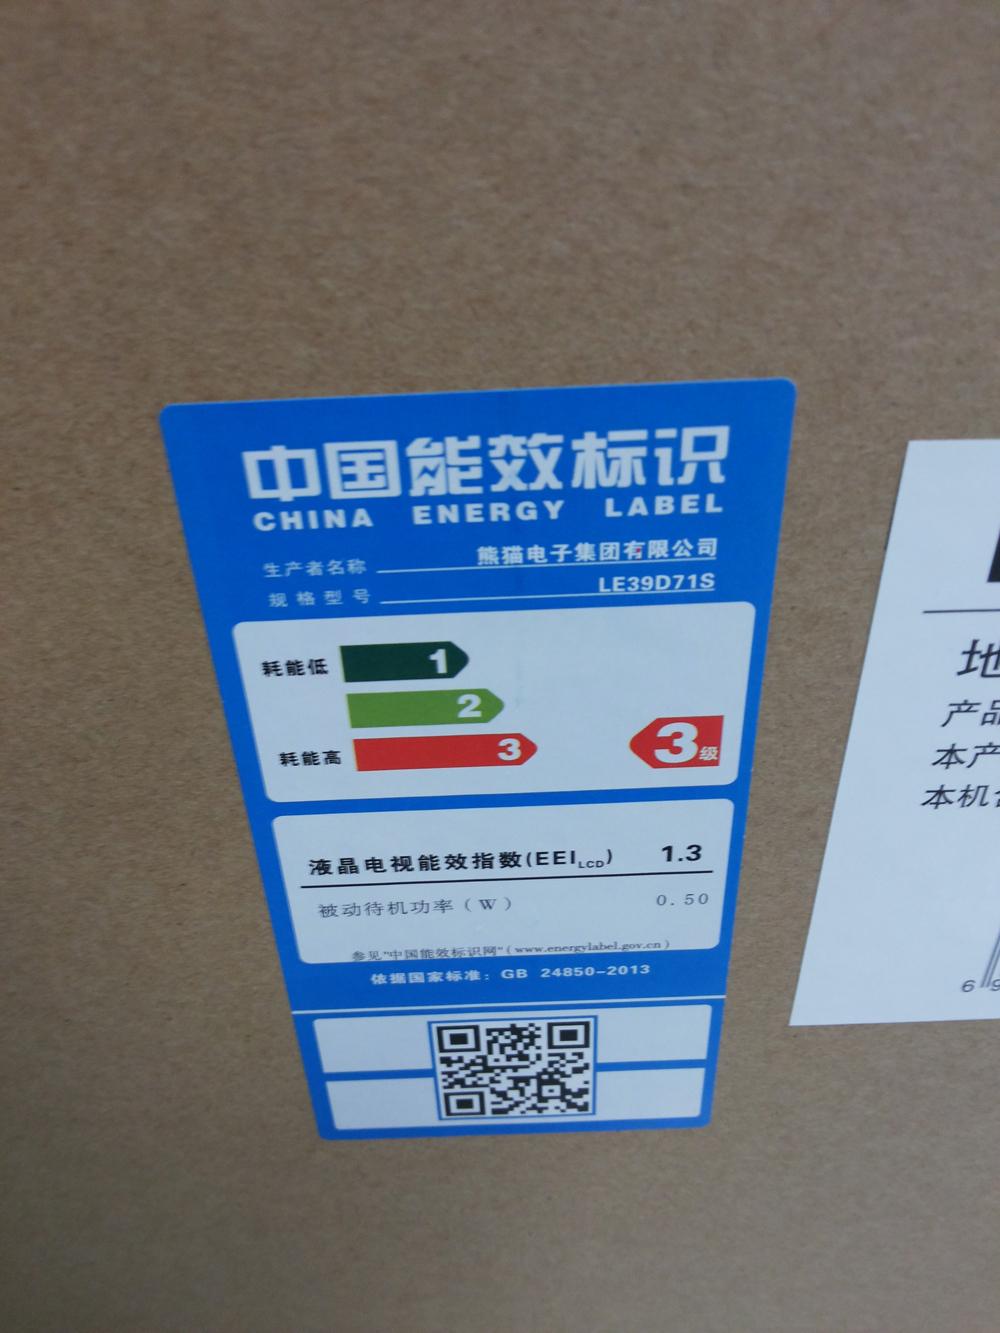 中国能效标识
CHINA ENERGY LABEL
生产者名称 熊猫电子集团有限公司
规格型号 LE39D71S
耗能低 1
2
耗能高 3
3级
液晶电视能效指数(EEI LCD) 1.3
被动待机功率（W） 0.50
参见"中国能效标识网"（www.energylabel.gov.cn）
依据国家标准：GB 24850-2013
地
产品
本产
本机
6 9